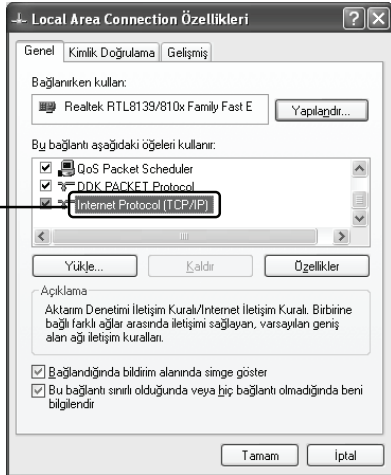 Local Area Connection Özellikleri
Genel Kimlik Doğrulama Gelişmiş
Bağlanırken kullan:
Realtek RTL8139/810x Family Fast E Yapılandır...
Bu bağlantı aşağıdaki öğeleri kullanır:
QoS Packet Scheduler
DDK PACKET Protocol
Internet Protocol (TCP/IP)
Yükle... Kaldır Özellikler
Açıklama
Aktarım Denetimi İletişim Kuralı/Internet İletişim Kuralı. Birbirine
bağlı farklı ağlar arasında iletişimi sağlayan, varsayılan geniş
alan ağı iletişim kuralları.
Bağlandığında bildirim alanında simge göster
Bu bağlantı sınırlı olduğunda veya hiç bağlantı olmadığında beni
bilgilendir
Tamam İptal